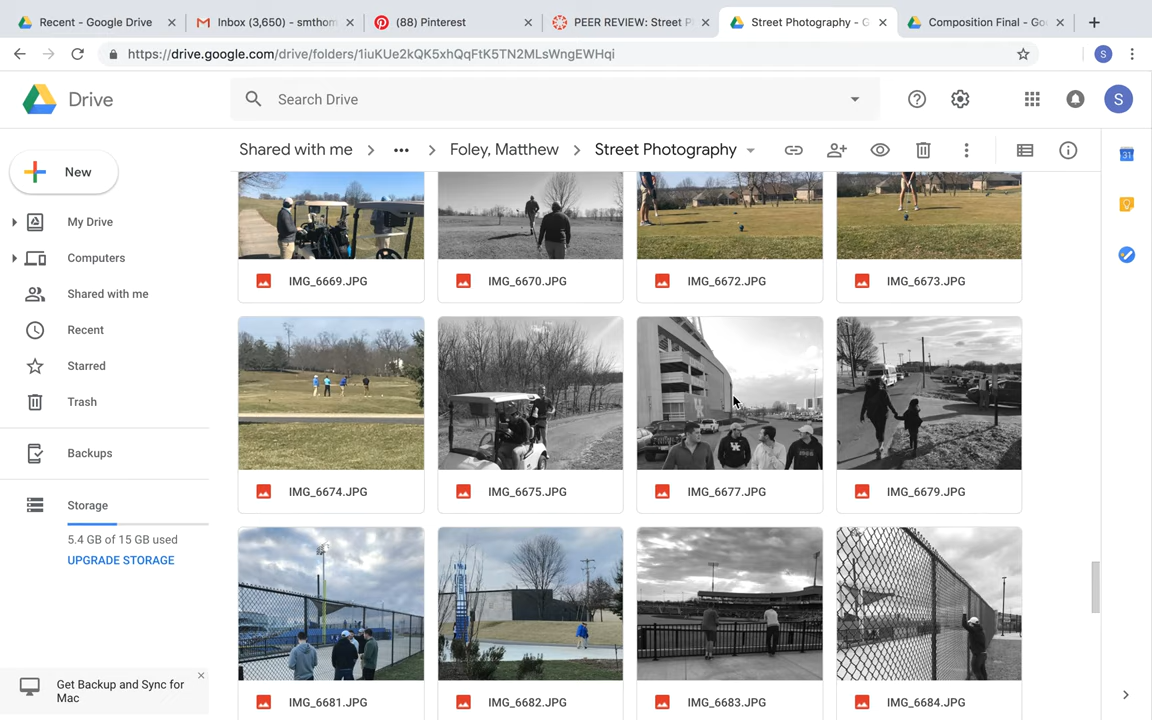 Recent - Google Drive
Inbox (3,650) - smthom
(88) Pinterest
PEER REVIEW: Street P
Street Photography - G
Composition Final - Goo
https://drive.google.com/drive/folders/1iuKUe2kQK5xhQqFtK5TN2MLsWngEWHqi
S
Drive
Search Drive
S
New
Shared with me > ••• > Foley, Matthew > Street Photography
31
My Drive
Computers
Shared with me
Recent
Starred
Trash
Backups
Storage
5.4 GB of 15 GB used
UPGRADE STORAGE
Get Backup and Sync for
Mac
IMG_6669.JPG
IMG_6670.JPG
IMG_6672.JPG
IMG_6673.JPG
IMG_6674.JPG
IMG_6675.JPG
IMG_6677.JPG
IMG_6679.JPG
IMG_6681.JPG
IMG_6682.JPG
IMG_6683.JPG
IMG_6684.JPG